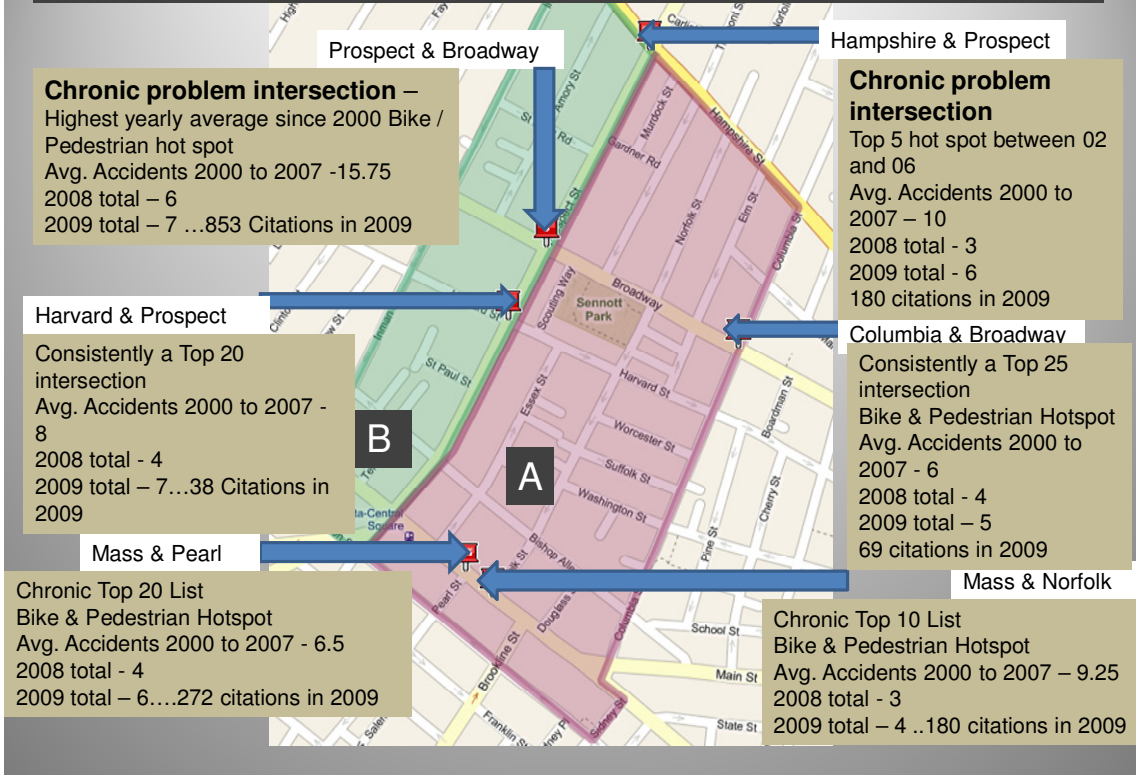 Prospect & Broadway
Chronic problem intersection –
Highest yearly average since 2000 Bike /
Pedestrian hot spot
Avg. Accidents 2000 to 2007 -15.75
2008 total – 6
2009 total – 7 …853 Citations in 2009
Hampshire & Prospect
Chronic problem
intersection
Top 5 hot spot between 02
and 06
Avg. Accidents 2000 to
2007 – 10
2008 total - 3
2009 total - 6
180 citations in 2009
Harvard & Prospect
Consistently a Top 20
intersection
Avg. Accidents 2000 to 2007 -
8
2008 total - 4
2009 total – 7…38 Citations in
2009
Columbia & Broadway
Consistently a Top 25
intersection
Bike & Pedestrian Hotspot
Avg. Accidents 2000 to
2007 - 6
2008 total - 4
2009 total – 5
69 citations in 2009
Mass & Pearl
Chronic Top 20 List
Bike & Pedestrian Hotspot
Avg. Accidents 2000 to 2007 - 6.5
2008 total - 4
2009 total – 6….272 citations in 2009
Mass & Norfolk
Chronic Top 10 List
Bike & Pedestrian Hotspot
Avg. Accidents 2000 to 2007 – 9.25
2008 total - 3
2009 total – 4 ..180 citations in 2009
B
A
Amory St
Murdock St
Gardner Rd
Hampshire St
Norfolk St
Elm St
Columbia St
Scouting Way
Sennott
Park
Broadway
Inman
St Paul St
Essex St
Harvard St
Worcester St
Suffolk St
Washington St
Boardman St
Cherry St
Pine St
Square
Bishop
Pearl St
Brookline St
Columbia St
School St
Main St
State St
Sidney St
Franklin St